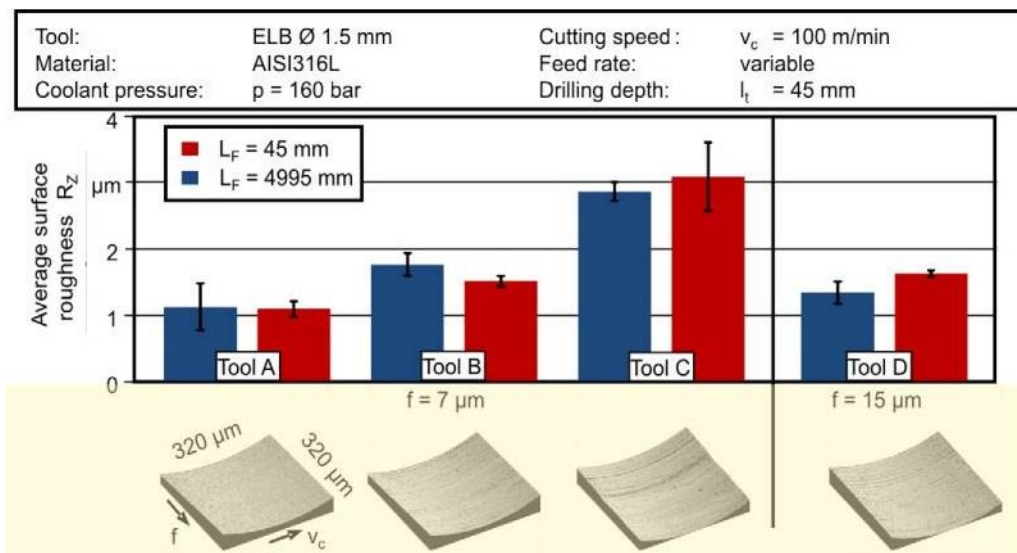 Tool: ELB Ø 1.5 mm Cutting speed : v_c = 100 m/min
Material: AISI316L Feed rate: variable
Coolant pressure: p = 160 bar Drilling depth: l_t = 45 mm
Average surface
roughness R_Z
4
µm
2
1
0
L_F = 45 mm
L_F = 4995 mm
Tool A
Tool B
Tool C
Tool D
f = 7 µm
f = 15 µm
320 µm
320 µm
f
v_c